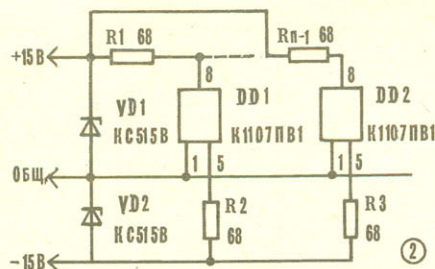 R1 68
Rn-1 68
+15В
8
8
VD1
КС515В
DD1
К1107ПВ1
DD2
К1107ПВ1
Общ.
1
5
1
5
VD2
КС515В
R2
68
R3
68
-15В
2